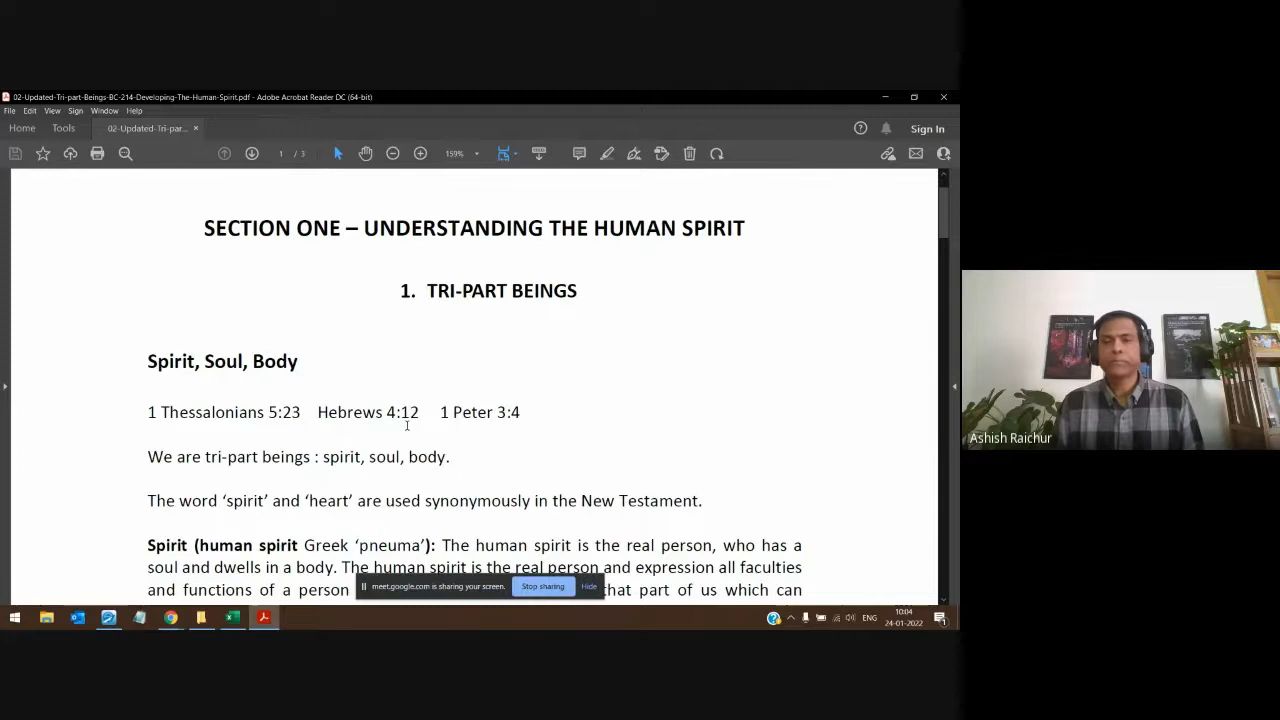 02-Updated-Tri-part-Beings-BC-214-Developing-The-Human-Spirit.pdf - Adobe Acrobat Reader DC (64-bit)
File Edit View Sign Window Help
Home Tools 02-Updated-Tri-par... × Sign In
1 / 3 159%
SECTION ONE – UNDERSTANDING THE HUMAN SPIRIT
1. TRI-PART BEINGS
Spirit, Soul, Body
1 Thessalonians 5:23 Hebrews 4:12 1 Peter 3:4
We are tri-part beings : spirit, soul, body.
The word ‘spirit’ and ‘heart’ are used synonymously in the New Testament.
Spirit (human spirit Greek ‘pneuma’): The human spirit is the real person, who has a
soul and dwells in a body. The human spirit is the real person and expression all faculties
and functions of a person that part of us which can
meet.google.com is sharing your screen. Stop sharing Hide
ENG
10:04
24-01-2022
Ashish Raichur